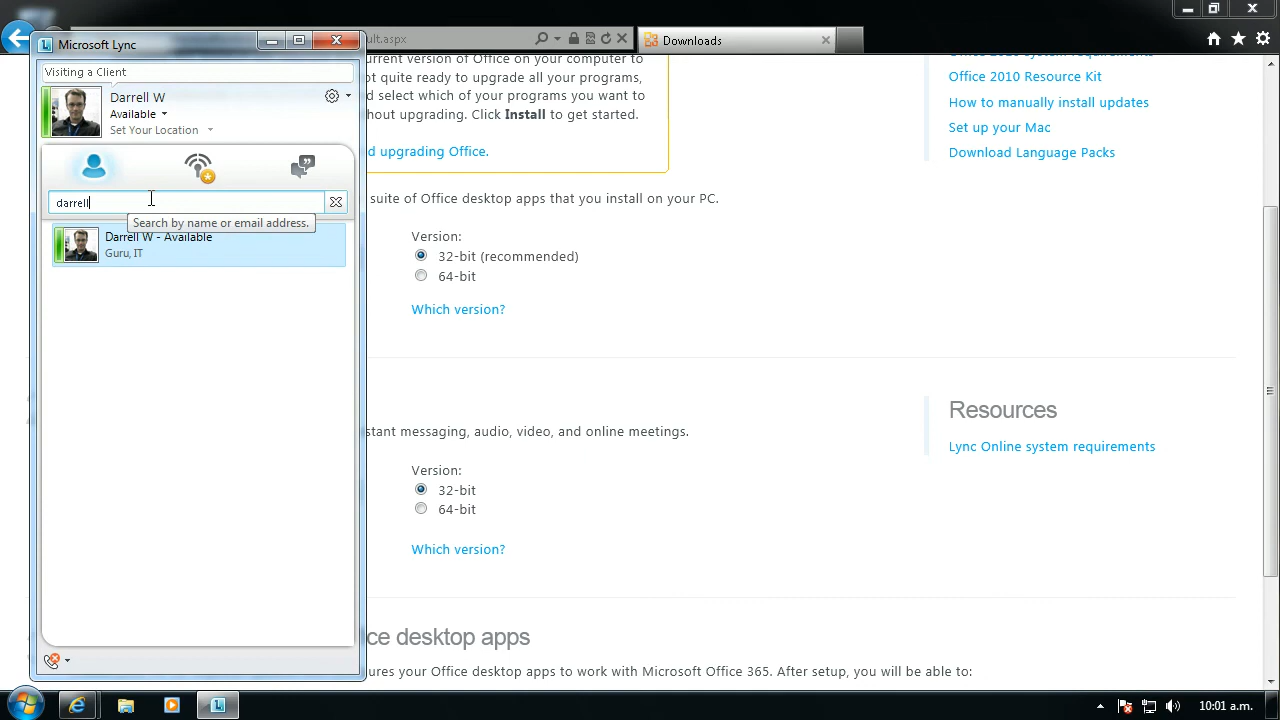 ult.aspx
Downloads
Microsoft Lync
Visiting a Client
Darrell W
Available
Set Your Location
darrell
Search by name or email address.
Darrell W - Available
Guru, IT
urrent version of Office on your computer to
ot quite ready to upgrade all your programs,
d select which of your programs you want to
hout upgrading. Click Install to get started.
d upgrading Office.
suite of Office desktop apps that you install on your PC.
Version:
32-bit (recommended)
64-bit
Which version?
stant messaging, audio, video, and online meetings.
Version:
32-bit
64-bit
Which version?
ce desktop apps
ures your Office desktop apps to work with Microsoft Office 365. After setup, you will be able to:
Office 2010 Resource Kit
How to manually install updates
Set up your Mac
Download Language Packs
Resources
Lync Online system requirements
10:01 a.m.